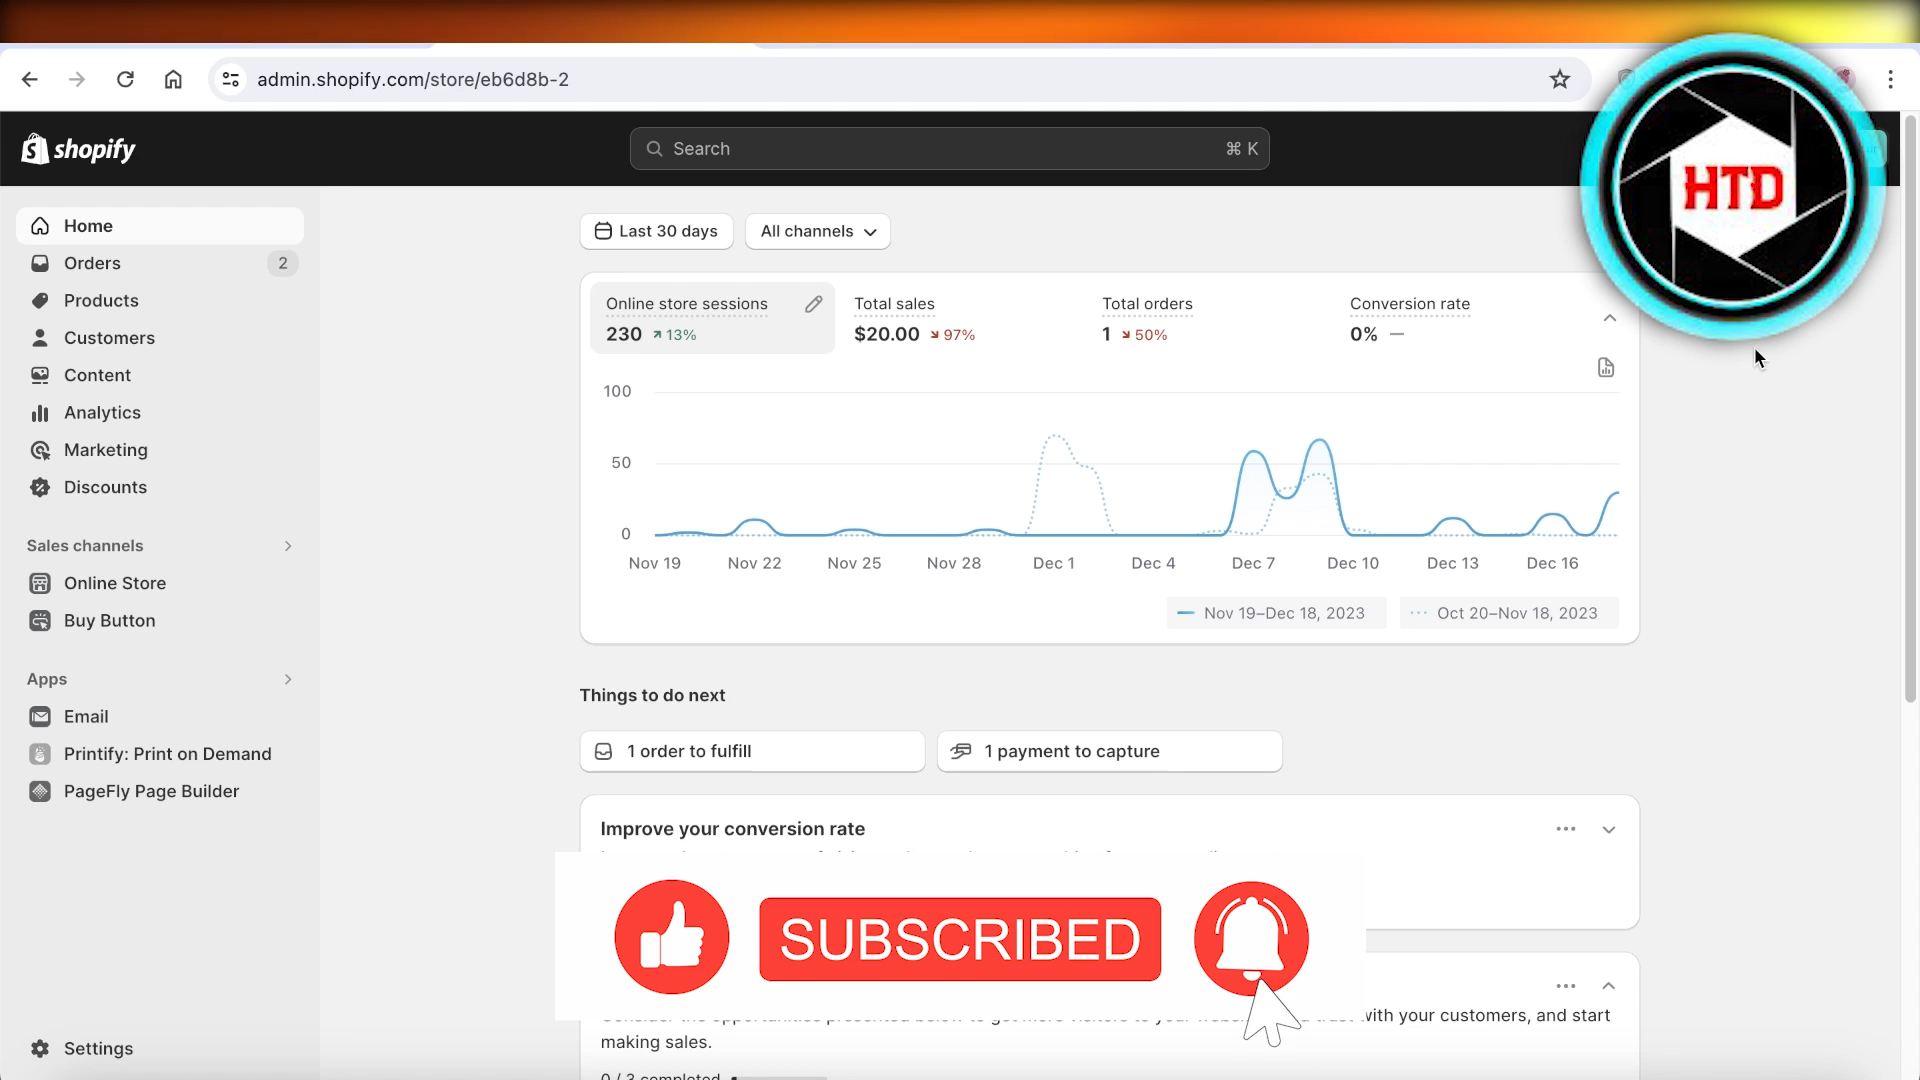 admin.shopify.com/store/eb6d8b-2
shopify
Search
⌘ K
HTD
Home
Orders
2
Products
Customers
Content
Analytics
Marketing
Discounts
Sales channels
Online Store
Buy Button
Apps
Email
Printify: Print on Demand
PageFly Page Builder
Settings
Last 30 days
All channels
Online store sessions
230
13%
Total sales
$20.00
97%
Total orders
1
50%
Conversion rate
0% —
100
50
0
Nov 19
Nov 22
Nov 25
Nov 28
Dec 1
Dec 4
Dec 7
Dec 10
Dec 13
Dec 16
Nov 19–Dec 18, 2023
Oct 20–Nov 18, 2023
Things to do next
1 order to fulfill
1 payment to capture
Improve your conversion rate
SUBSCRIBED
with your customers, and start
making sales.
0 / 3 completed